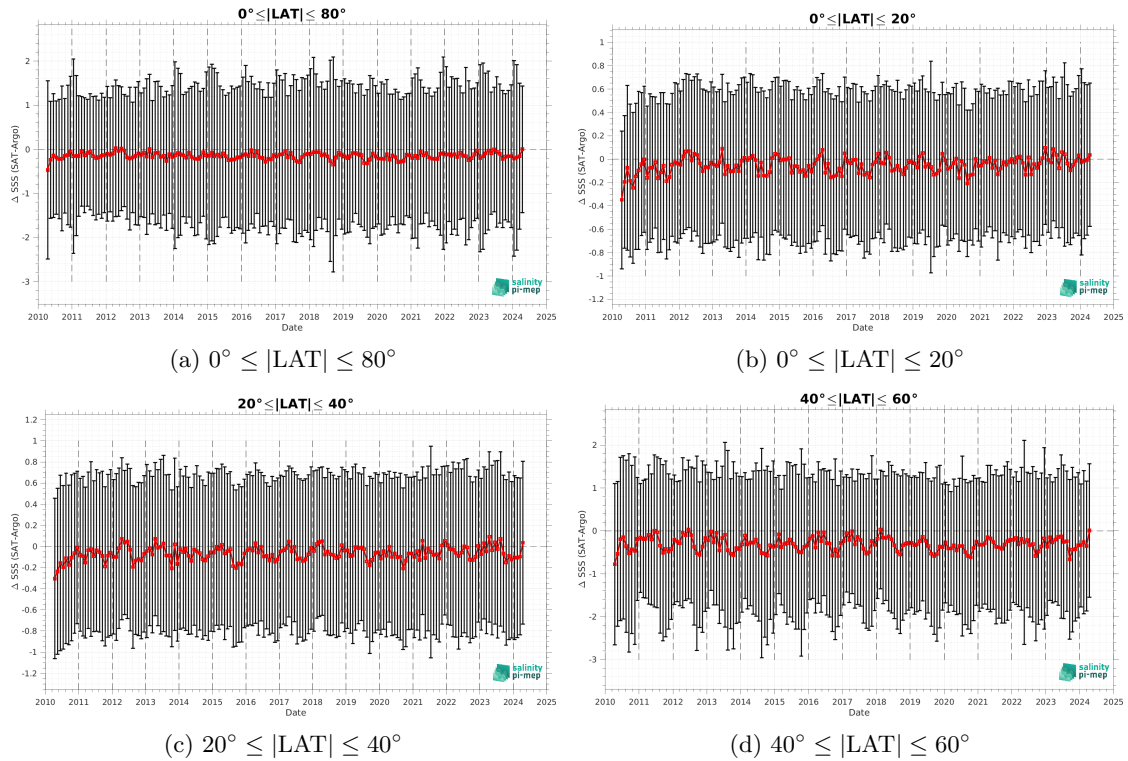 0°≤|LAT|≤ 80°
Δ SSS (SAT-Argo)
2
1
0
-1
-2
-3
salinity
pi-mep
2010 2011 2012 2013 2014 2015 2016 2017 2018 2019 2020 2021 2022 2023 2024 2025
Date
(a) 0° ≤ |LAT| ≤ 80°
0°≤|LAT|≤ 20°
Δ SSS (SAT-Argo)
1
0.8
0.6
0.4
0.2
0
-0.2
-0.4
-0.6
-0.8
-1
-1.2
salinity
pi-mep
2010 2011 2012 2013 2014 2015 2016 2017 2018 2019 2020 2021 2022 2023 2024 2025
Date
(b) 0° ≤ |LAT| ≤ 20°
20°≤|LAT|≤ 40°
Δ SSS (SAT-Argo)
1.2
1
0.8
0.6
0.4
0.2
0
-0.2
-0.4
-0.6
-0.8
-1
-1.2
salinity
pi-mep
2010 2011 2012 2013 2014 2015 2016 2017 2018 2019 2020 2021 2022 2023 2024 2025
Date
(c) 20° ≤ |LAT| ≤ 40°
40°≤|LAT|≤ 60°
Δ SSS (SAT-Argo)
2
1
0
-1
-2
-3
salinity
pi-mep
2010 2011 2012 2013 2014 2015 2016 2017 2018 2019 2020 2021 2022 2023 2024 2025
Date
(d) 40° ≤ |LAT| ≤ 60°